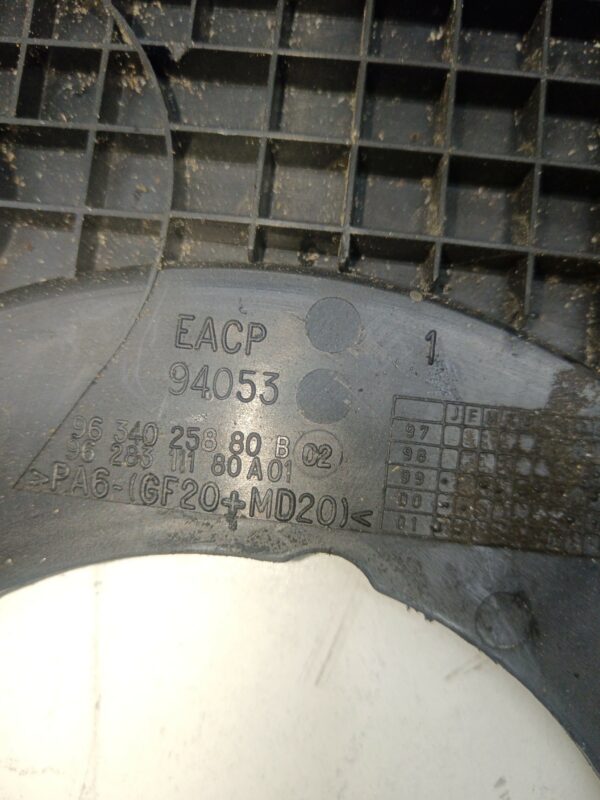 EACP
1
94053
96 340 258 80 B 02
96 283 111 80 A 01
>PA6-(GF20+MD20)<
J F M
97
98
99
00
01